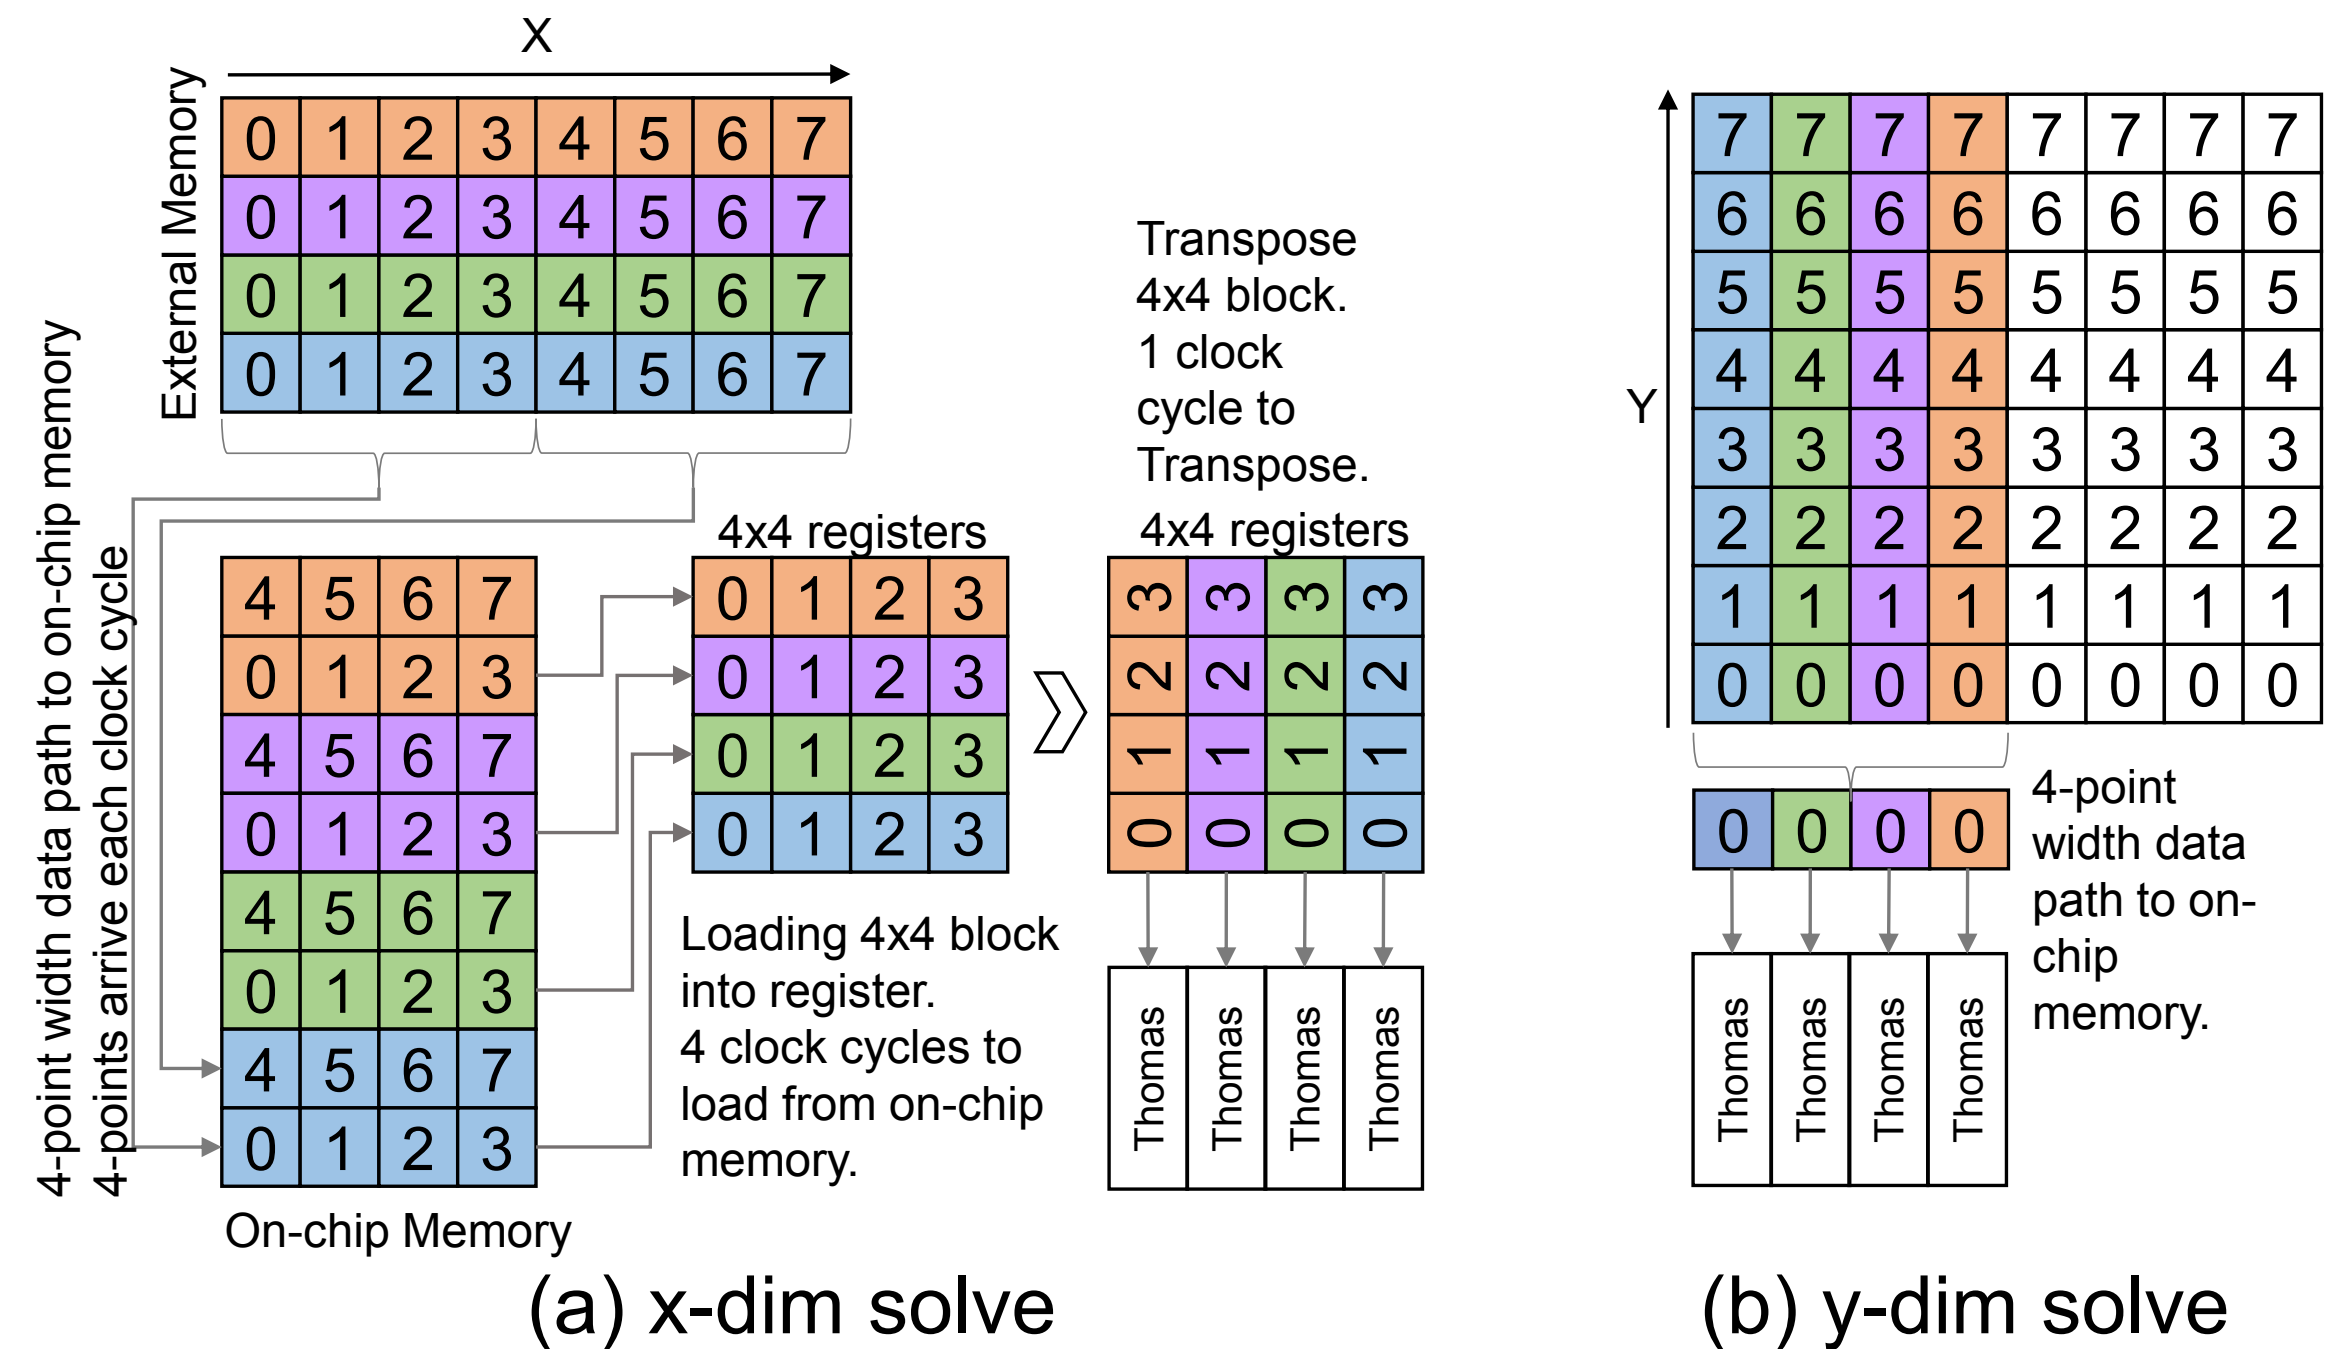 X
External Memory
0 1 2 3 4 5 6 7
0 1 2 3 4 5 6 7
0 1 2 3 4 5 6 7
0 1 2 3 4 5 6 7
4-point width data path to on-chip memory
4-points arrive each clock cycle
4 5 6 7
0 1 2 3
4 5 6 7
0 1 2 3
4 5 6 7
0 1 2 3
4 5 6 7
0 1 2 3
On-chip Memory
4x4 registers
0 1 2 3
0 1 2 3
0 1 2 3
0 1 2 3
Loading 4x4 block
into register.
4 clock cycles to
load from on-chip
memory.
Transpose
4x4 block.
1 clock
cycle to
Transpose.
4x4 registers
3 3 3 3
2 2 2 2
1 1 1 1
0 0 0 0
Thomas Thomas Thomas Thomas
(a) x-dim solve
Y
7 7 7 7 7 7 7 7
6 6 6 6 6 6 6 6
5 5 5 5 5 5 5 5
4 4 4 4 4 4 4 4
3 3 3 3 3 3 3 3
2 2 2 2 2 2 2 2
1 1 1 1 1 1 1 1
0 0 0 0 0 0 0 0
0 0 0 0
4-point
width data
path to on-
chip
memory.
Thomas Thomas Thomas Thomas
(b) y-dim solve